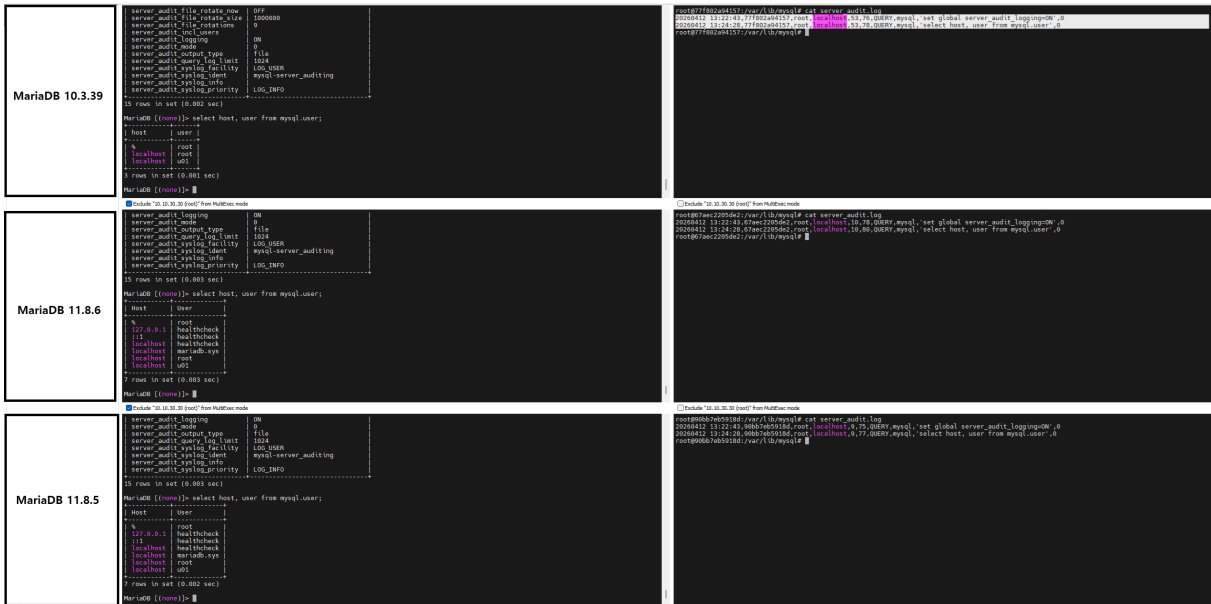 MariaDB 10.3.39
| server_audit_file_rotate_now  | OFF                           |
| server_audit_file_rotate_size | 1000000                       |
| server_audit_file_rotations   | 9                             |
| server_audit_incl_users       |                               |
| server_audit_logging          | ON                            |
| server_audit_mode             | 0                             |
| server_audit_output_type      | file                          |
| server_audit_query_log_limit  | 1024                          |
| server_audit_syslog_facility  | LOG_USER                      |
| server_audit_syslog_ident     | mysql-server_auditing         |
| server_audit_syslog_info      |                               |
| server_audit_syslog_priority  | LOG_INFO                      |
+-------------------------------+-------------------------------+
15 rows in set (0.002 sec)
MariaDB [(none)]> select host, user from mysql.user;
+-----------+------+
| host      | user |
+-----------+------+
| %         | root |
| localhost | root |
| localhost | u01  |
+-----------+------+
3 rows in set (0.001 sec)
MariaDB [(none)]>
root@77f802a94157:/var/lib/mysql# cat server_audit.log
20260412 13:22:43,77f802a94157,root,localhost,53,76,QUERY,mysql,'set global server_audit_logging=ON',0
20260412 13:24:28,77f802a94157,root,localhost,53,78,QUERY,mysql,'select host, user from mysql.user',0
root@77f802a94157:/var/lib/mysql#
Exclude "10.10.30.30 (root)" from MultiExec mode
Exclude "10.10.30.30 (root)" from MultiExec mode
MariaDB 11.8.6
| server_audit_logging          | ON                            |
| server_audit_mode             | 0                             |
| server_audit_output_type      | file                          |
| server_audit_query_log_limit  | 1024                          |
| server_audit_syslog_facility  | LOG_USER                      |
| server_audit_syslog_ident     | mysql-server_auditing         |
| server_audit_syslog_info      |                               |
| server_audit_syslog_priority  | LOG_INFO                      |
+-------------------------------+-------------------------------+
15 rows in set (0.003 sec)
MariaDB [(none)]> select host, user from mysql.user;
+-----------+-------------+
| Host      | User        |
+-----------+-------------+
| %         | root        |
| 127.0.0.1 | healthcheck |
| ::1       | healthcheck |
| localhost | healthcheck |
| localhost | mariadb.sys |
| localhost | root        |
| localhost | u01         |
+-----------+-------------+
7 rows in set (0.003 sec)
MariaDB [(none)]>
root@67aec2205de2:/var/lib/mysql# cat server_audit.log
20260412 13:22:43,67aec2205de2,root,localhost,10,78,QUERY,mysql,'set global server_audit_logging=ON',0
20260412 13:24:28,67aec2205de2,root,localhost,10,80,QUERY,mysql,'select host, user from mysql.user',0
root@67aec2205de2:/var/lib/mysql#
Exclude "10.10.30.30 (root)" from MultiExec mode
Exclude "10.10.30.30 (root)" from MultiExec mode
MariaDB 11.8.5
| server_audit_logging          | ON                            |
| server_audit_mode             | 0                             |
| server_audit_output_type      | file                          |
| server_audit_query_log_limit  | 1024                          |
| server_audit_syslog_facility  | LOG_USER                      |
| server_audit_syslog_ident     | mysql-server_auditing         |
| server_audit_syslog_info      |                               |
| server_audit_syslog_priority  | LOG_INFO                      |
+-------------------------------+-------------------------------+
15 rows in set (0.003 sec)
MariaDB [(none)]> select host, user from mysql.user;
+-----------+-------------+
| Host      | User        |
+-----------+-------------+
| %         | root        |
| 127.0.0.1 | healthcheck |
| ::1       | healthcheck |
| localhost | healthcheck |
| localhost | mariadb.sys |
| localhost | root        |
| localhost | u01         |
+-----------+-------------+
7 rows in set (0.002 sec)
MariaDB [(none)]>
root@90bb7eb5918d:/var/lib/mysql# cat server_audit.log
20260412 13:22:43,90bb7eb5918d,root,localhost,9,75,QUERY,mysql,'set global server_audit_logging=ON',0
20260412 13:24:28,90bb7eb5918d,root,localhost,9,77,QUERY,mysql,'select host, user from mysql.user',0
root@90bb7eb5918d:/var/lib/mysql#